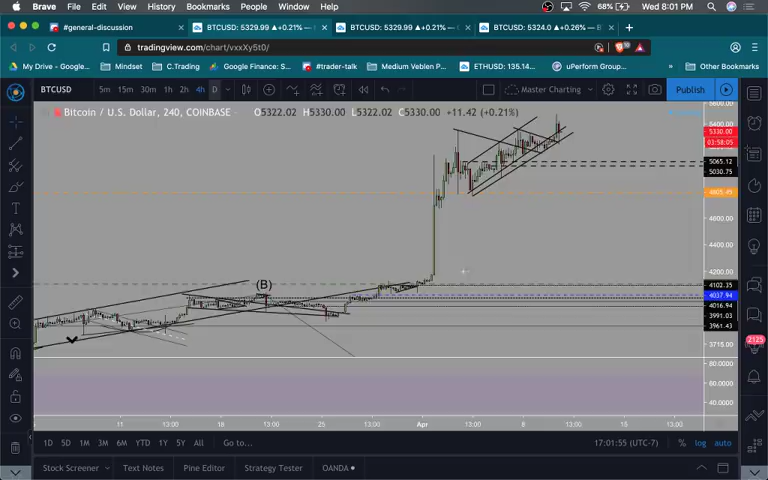 Brave File Edit View History Bookmarks People Window Help 68% Wed 8:01 PM
#general-discussion BTCUSD: 5329.99 ▲+0.21% BTCUSD: 5329.99 ▲+0.21% BTCUSD: 5324.0 ▲+0.26%
tradingview.com/chart/vxxXy5t0/
My Drive - Google... Mindset C.Trading Google Finance: S... #trader-talk Medium Veblen P... ETHUSD: 135.14... uPerform Group... Other Bookmarks
BTCUSD 5m 15m 30m 1h 2h 4h D Master Charting Publish
Bitcoin / U.S. Dollar, 240, COINBASE O5322.02 H5330.00 L5322.02 C5330.00 +11.42 (+0.21%)
5600.00
5400.00
5330.00
03:58:05
5065.12
5030.75
4805.49
4600.00
4400.00
4200.00
(B)
4102.35
4037.94
4016.94
3991.03
3961.43
3715.00
2125
80.0000
60.0000
40.0000
11 13:00 18 13:00 25 13:00 Apr 13:00 8 13:00 15 13:00
1D 5D 1M 3M 6M YTD 1Y 5Y All Go to... 17:01:55 (UTC-7) % log auto
Stock Screener Text Notes Pine Editor Strategy Tester OANDA